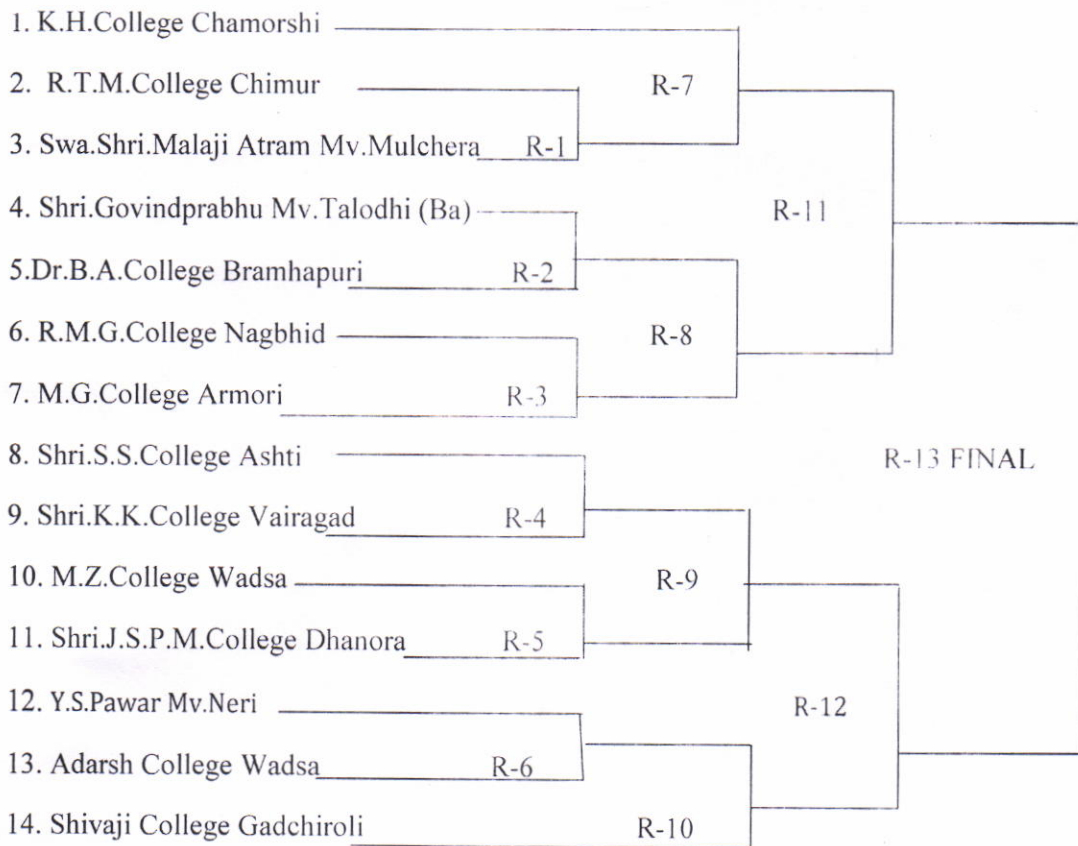 1. K.H.College Chamorshi
2. R.T.M.College Chimur R-7
3. Swa.Shri.Malaji Atram Mv.Mulchera R-1
4. Shri.Govindprabhu Mv.Talodhi (Ba) R-11
5.Dr.B.A.College Bramhapuri R-2
6. R.M.G.College Nagbhid R-8
7. M.G.College Armori R-3
8. Shri.S.S.College Ashti R-13 FINAL
9. Shri.K.K.College Vairagad R-4
10. M.Z.College Wadsa R-9
11. Shri.J.S.P.M.College Dhanora R-5
12. Y.S.Pawar Mv.Neri R-12
13. Adarsh College Wadsa R-6
14. Shivaji College Gadchiroli R-10